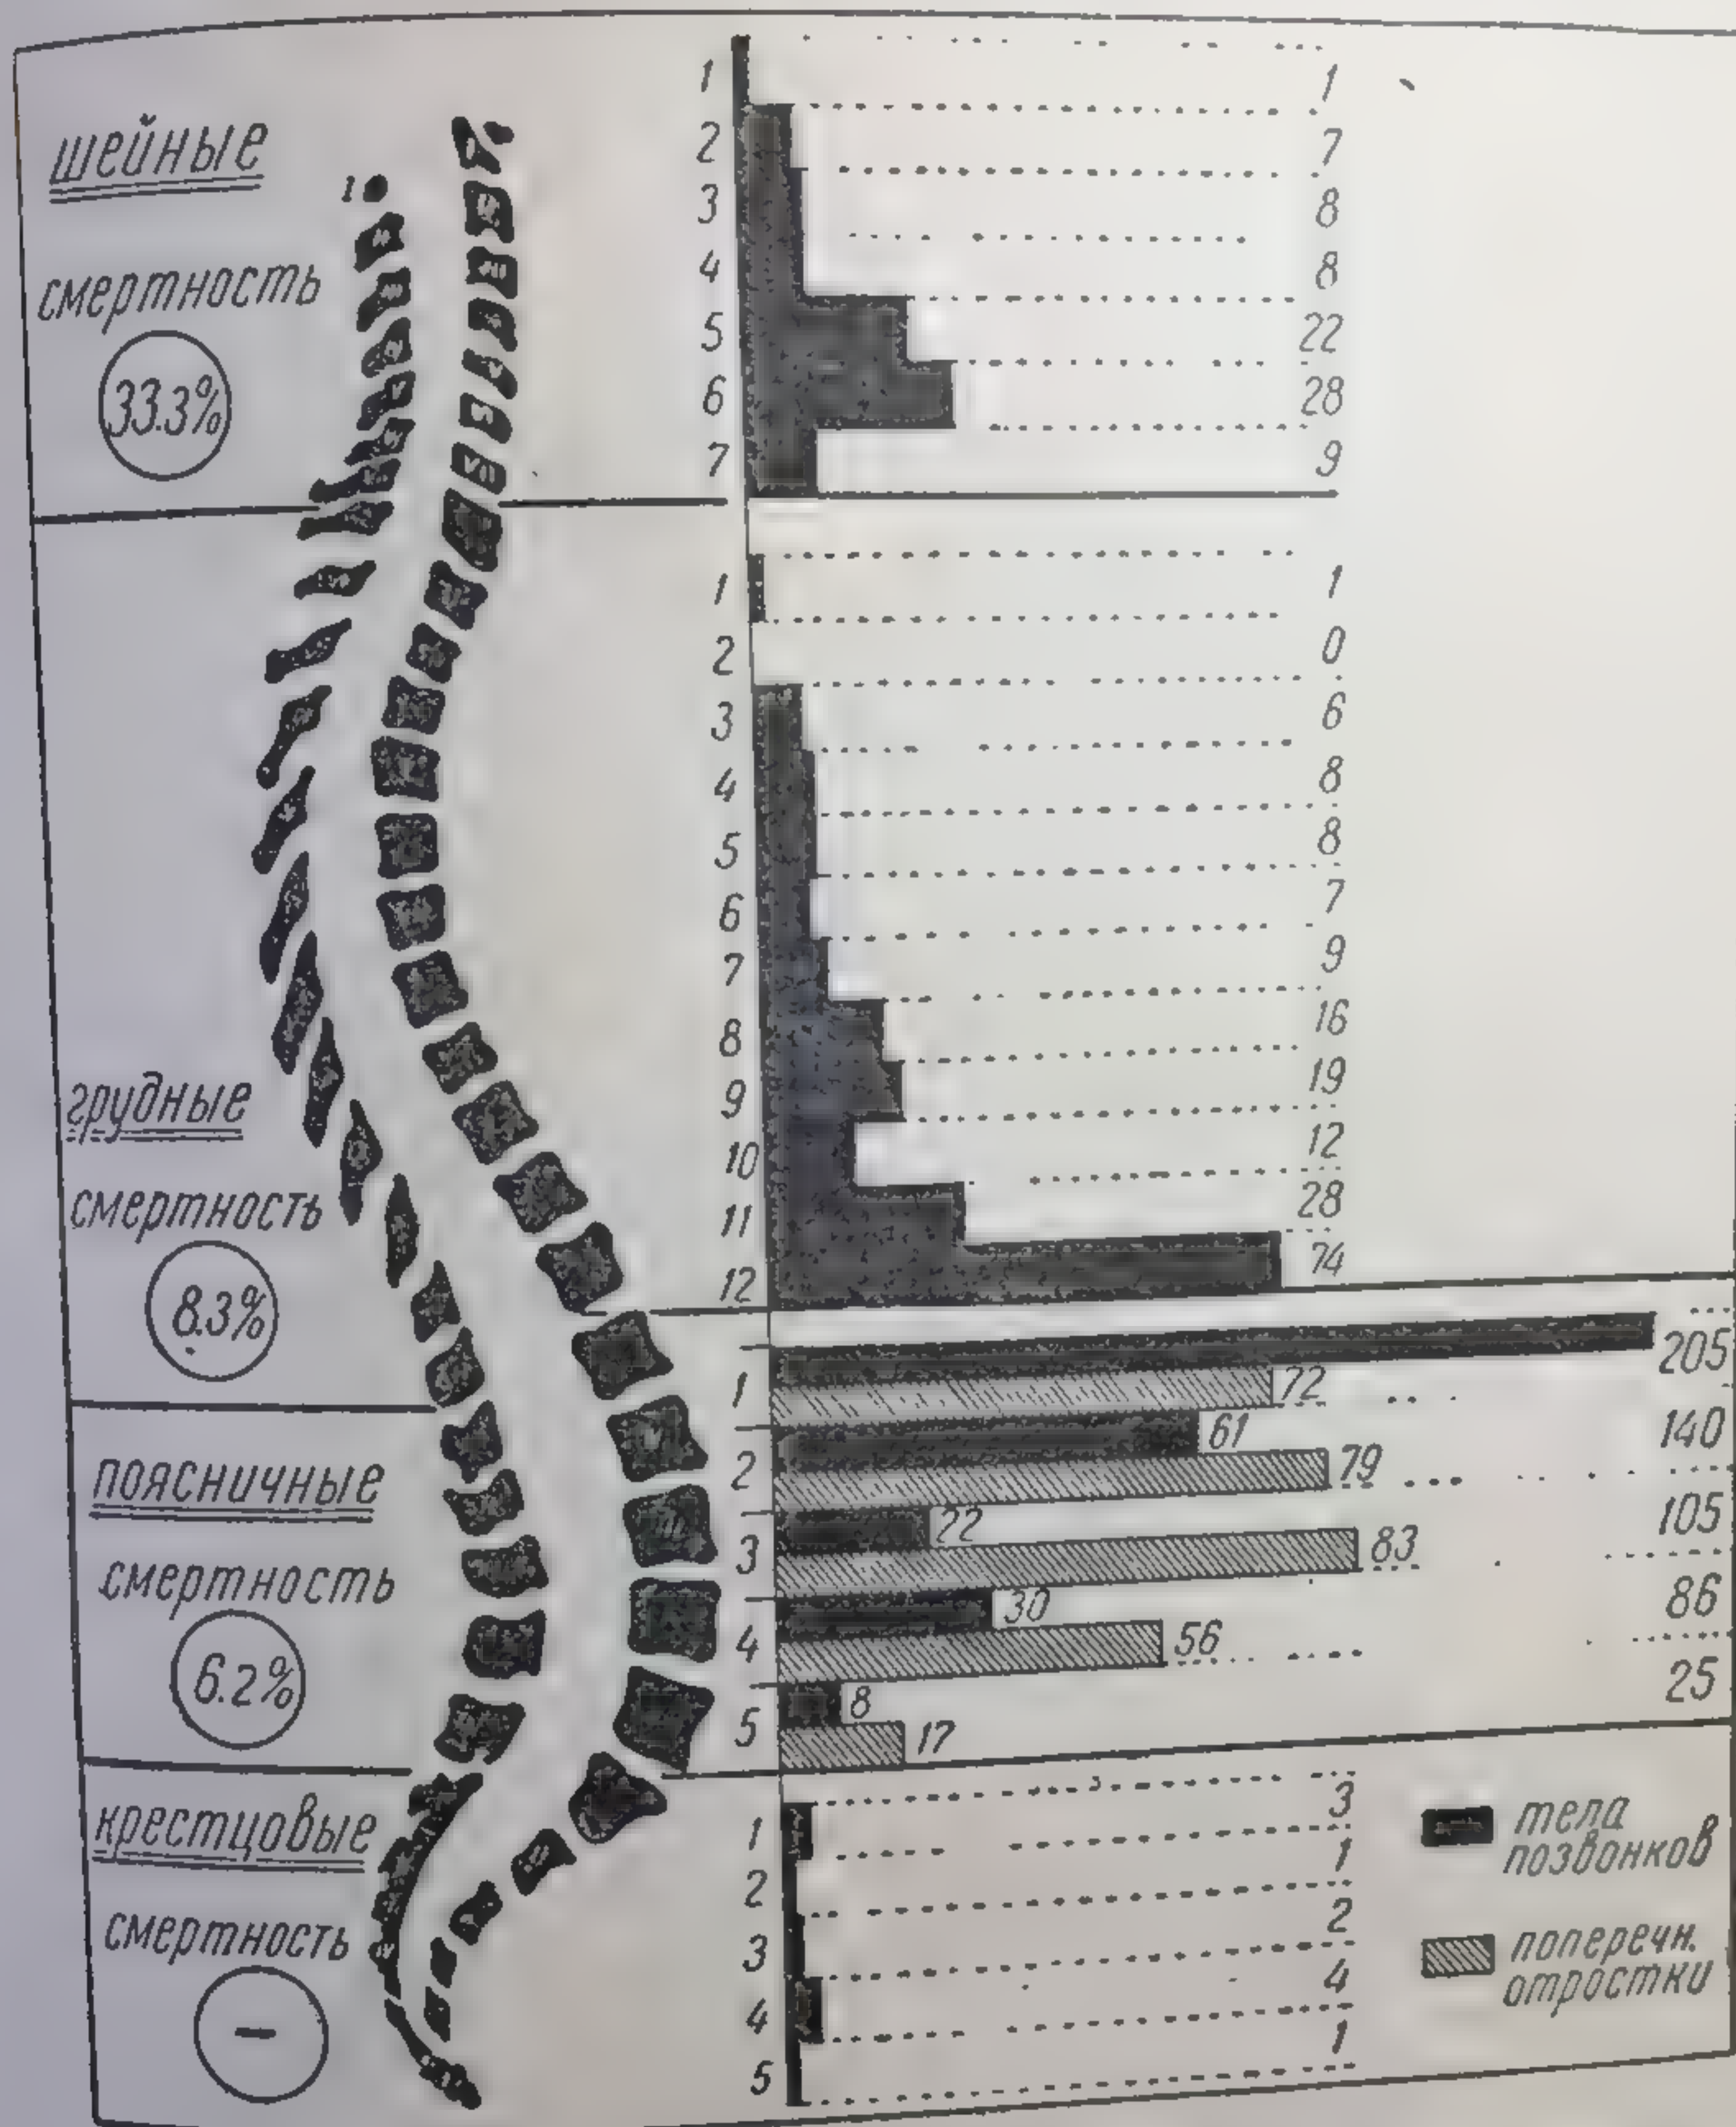 шейные
смертность
33.3%
1 1
2 7
3 8
4 8
5 22
6 28
7 9
грудные
смертность
8.3%
1 1
2 0
3 6
4 8
5 8
6 7
7 9
8 16
9 19
10 12
11 28
12 74
поясничные
смертность
6.2%
1 72 205
2 61 79 140
3 22 83 105
4 30 56 86
5 8 17 25
крестцовые
смертность
–
1 3
2 1
3 2
4 4
5 1
тела
позвонков
поперечн.
отростки